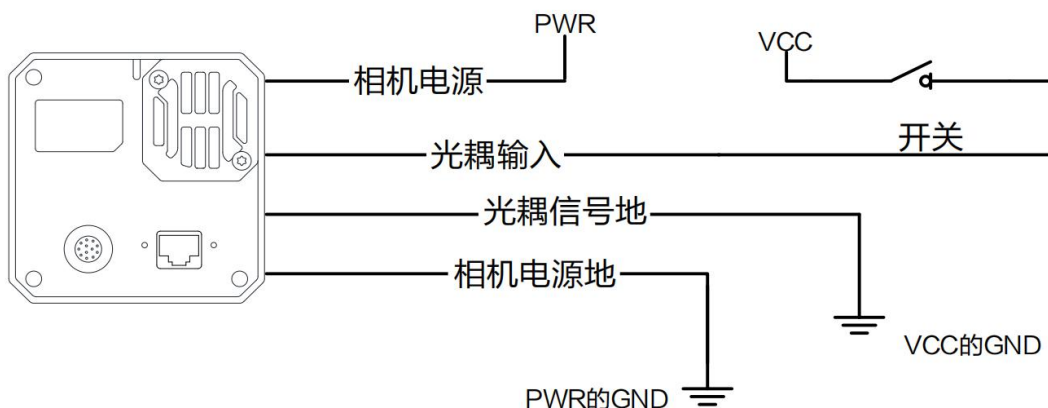 PWR
VCC
相机电源
开关
光耦输入
光耦信号地
相机电源地
VCC的GND
PWR的GND